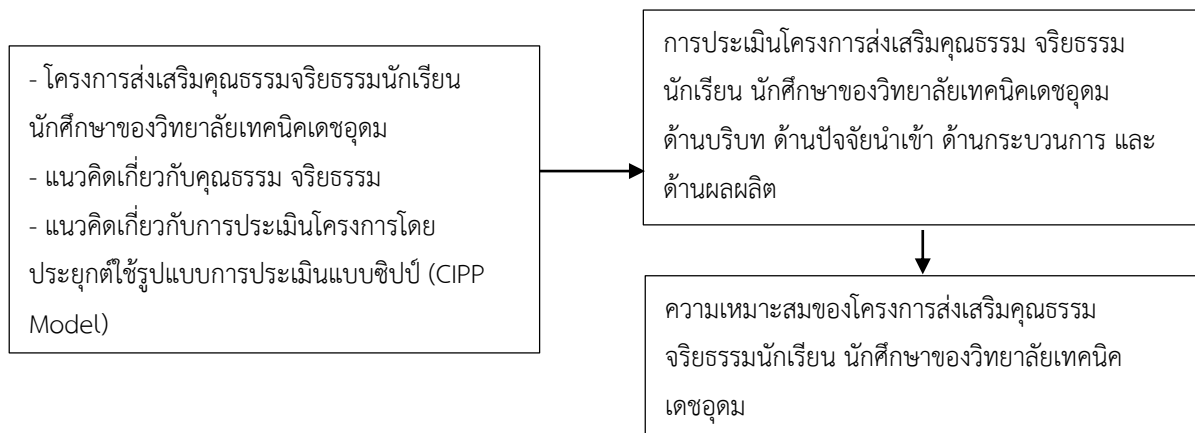 - โครงการส่งเสริมคุณธรรมจริยธรรมนักเรียน
นักศึกษาของวิทยาลัยเทคนิคเดชอุดม
- แนวคิดเกี่ยวกับคุณธรรม จริยธรรม
- แนวคิดเกี่ยวกับการประเมินโครงการโดย
ประยุกต์ใช้รูปแบบการประเมินแบบซิปป์ (CIPP
Model)
การประเมินโครงการส่งเสริมคุณธรรม จริยธรรม
นักเรียน นักศึกษาของวิทยาลัยเทคนิคเดชอุดม
ด้านบริบท ด้านปัจจัยนำเข้า ด้านกระบวนการ และ
ด้านผลผลิต
ความเหมาะสมของโครงการส่งเสริมคุณธรรม
จริยธรรมนักเรียน นักศึกษาของวิทยาลัยเทคนิค
เดชอุดม